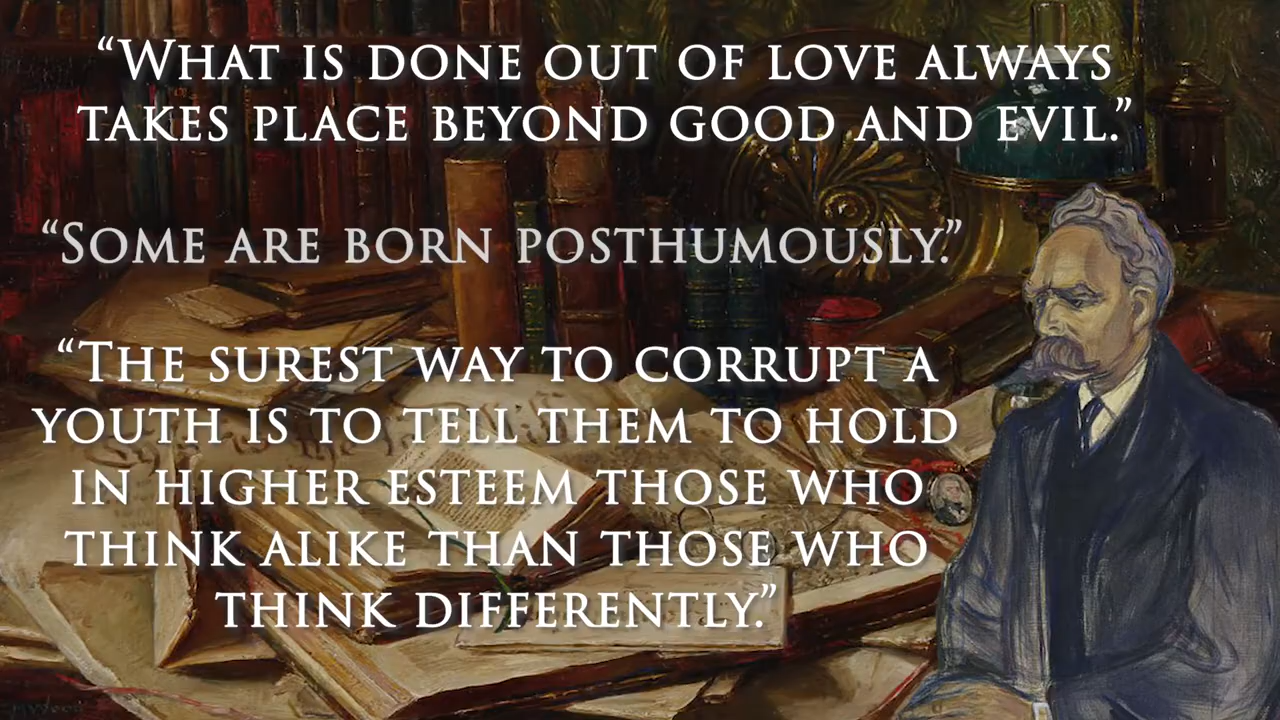 “What is done out of love always
takes place beyond good and evil.”
“Some are born posthumously.”
“The surest way to corrupt a
youth is to tell them to hold
in higher esteem those who
think alike than those who
think differently.”